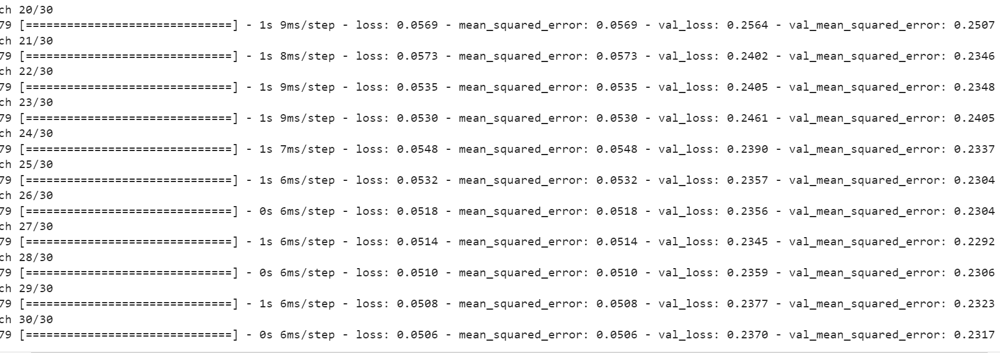 ch 20/30
79 [==============================] - 1s 9ms/step - loss: 0.0569 - mean_squared_error: 0.0569 - val_loss: 0.2564 - val_mean_squared_error: 0.2507
ch 21/30
79 [==============================] - 1s 8ms/step - loss: 0.0573 - mean_squared_error: 0.0573 - val_loss: 0.2402 - val_mean_squared_error: 0.2346
ch 22/30
79 [==============================] - 1s 9ms/step - loss: 0.0535 - mean_squared_error: 0.0535 - val_loss: 0.2405 - val_mean_squared_error: 0.2348
ch 23/30
79 [==============================] - 1s 9ms/step - loss: 0.0530 - mean_squared_error: 0.0530 - val_loss: 0.2461 - val_mean_squared_error: 0.2405
ch 24/30
79 [==============================] - 1s 7ms/step - loss: 0.0548 - mean_squared_error: 0.0548 - val_loss: 0.2390 - val_mean_squared_error: 0.2337
ch 25/30
79 [==============================] - 1s 6ms/step - loss: 0.0532 - mean_squared_error: 0.0532 - val_loss: 0.2357 - val_mean_squared_error: 0.2304
ch 26/30
79 [==============================] - 0s 6ms/step - loss: 0.0518 - mean_squared_error: 0.0518 - val_loss: 0.2356 - val_mean_squared_error: 0.2304
ch 27/30
79 [==============================] - 1s 6ms/step - loss: 0.0514 - mean_squared_error: 0.0514 - val_loss: 0.2345 - val_mean_squared_error: 0.2292
ch 28/30
79 [==============================] - 0s 6ms/step - loss: 0.0510 - mean_squared_error: 0.0510 - val_loss: 0.2359 - val_mean_squared_error: 0.2306
ch 29/30
79 [==============================] - 1s 6ms/step - loss: 0.0508 - mean_squared_error: 0.0508 - val_loss: 0.2377 - val_mean_squared_error: 0.2323
ch 30/30
79 [==============================] - 0s 6ms/step - loss: 0.0506 - mean_squared_error: 0.0506 - val_loss: 0.2370 - val_mean_squared_error: 0.2317